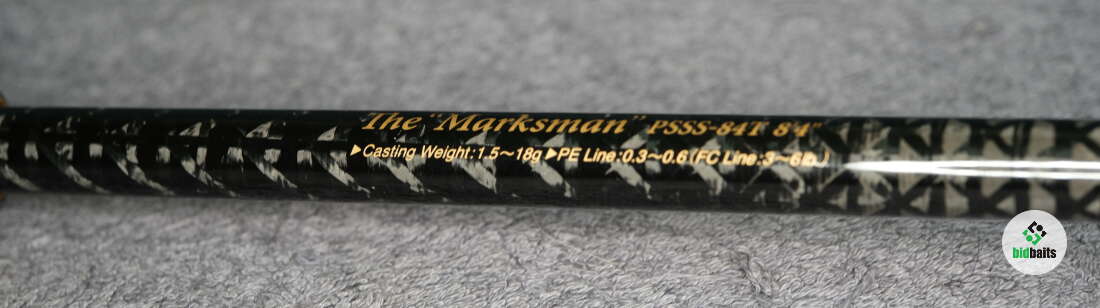 The "Marksman" PSSS-84T 8'4"
▶Casting Weight:1.5～18g▶PE Line:0.3～0.6(FC Line:3～6lb.)
bidbaits